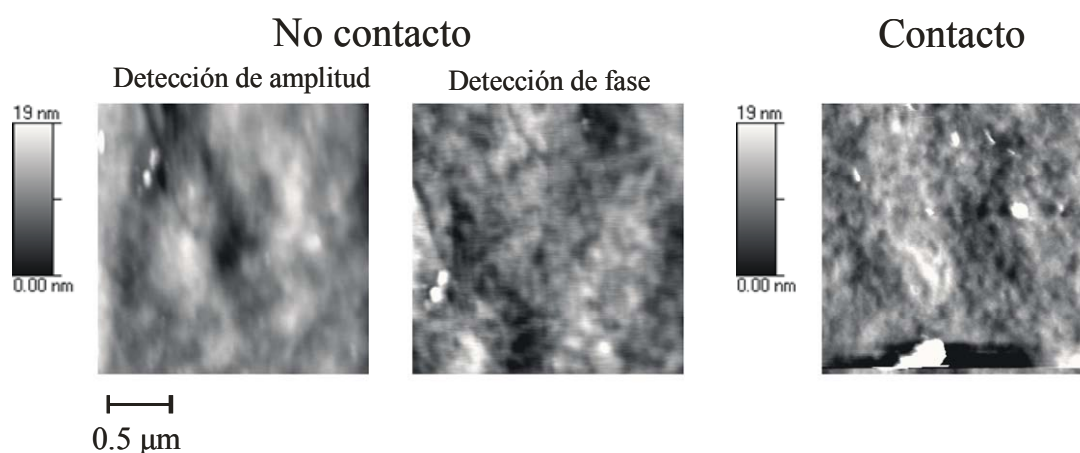 No contacto
Contacto
Detección de amplitud
Detección de fase
19 nm
0.00 nm
19 nm
0.00 nm
0.5 μm